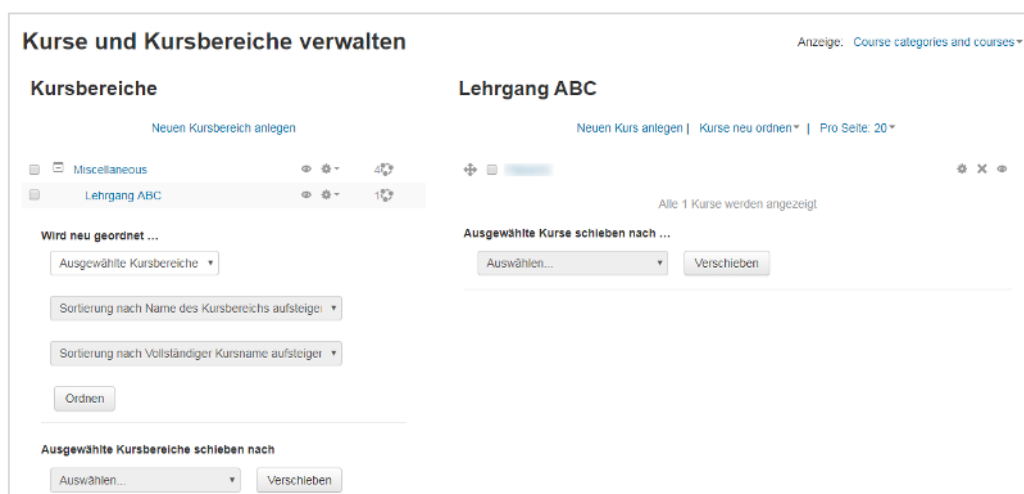 Kurse und Kursbereiche verwalten
Anzeige: Course categories and courses
Kursbereiche
Neuen Kursbereich anlegen
Miscellaneous 4
Lehrgang ABC 1
Wird neu geordnet ...
Ausgewählte Kursbereiche
Sortierung nach Name des Kursbereichs aufsteiger
Sortierung nach Vollständiger Kursname aufsteiger
Ordnen
Ausgewählte Kursbereiche schieben nach
Auswählen...
Verschieben
Lehrgang ABC
Neuen Kurs anlegen | Kurse neu ordnen | Pro Seite: 20
Alle 1 Kurse werden angezeigt
Ausgewählte Kurse schieben nach ...
Auswählen...
Verschieben